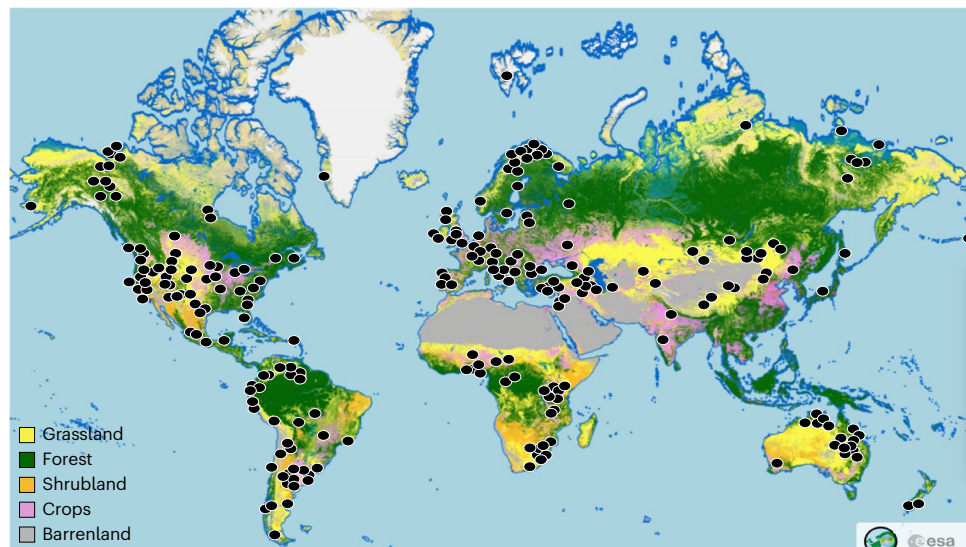 Grassland
Forest
Shrubland
Crops
Barrenland
esa